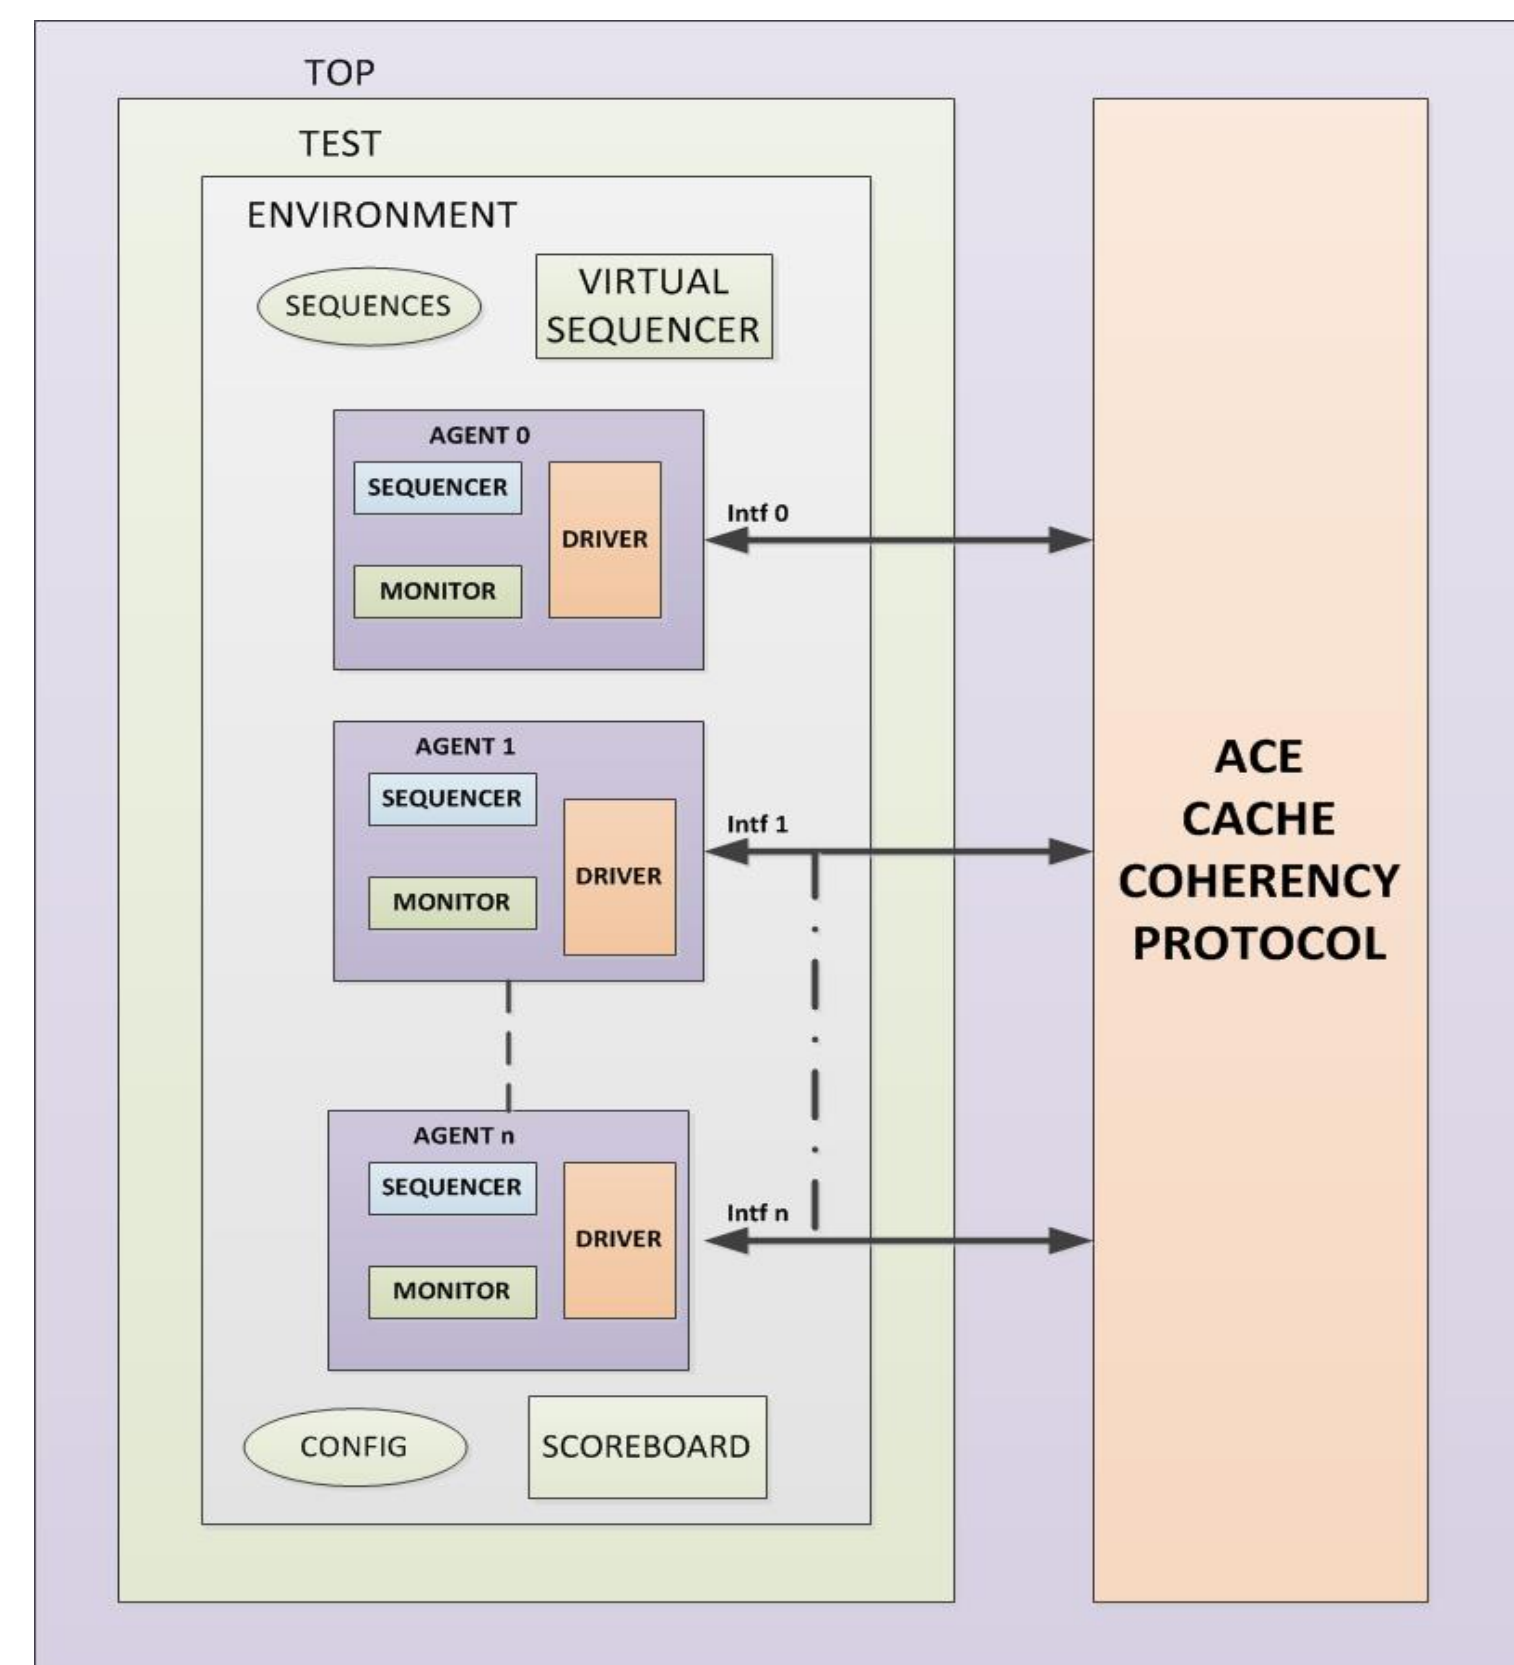 TOP
TEST
ENVIRONMENT
SEQUENCES
VIRTUAL
SEQUENCER
AGENT 0
SEQUENCER
DRIVER
MONITOR
Intf 0
AGENT 1
SEQUENCER
DRIVER
MONITOR
Intf 1
AGENT n
SEQUENCER
DRIVER
MONITOR
Intf n
CONFIG
SCOREBOARD
ACE
CACHE
COHERENCY
PROTOCOL